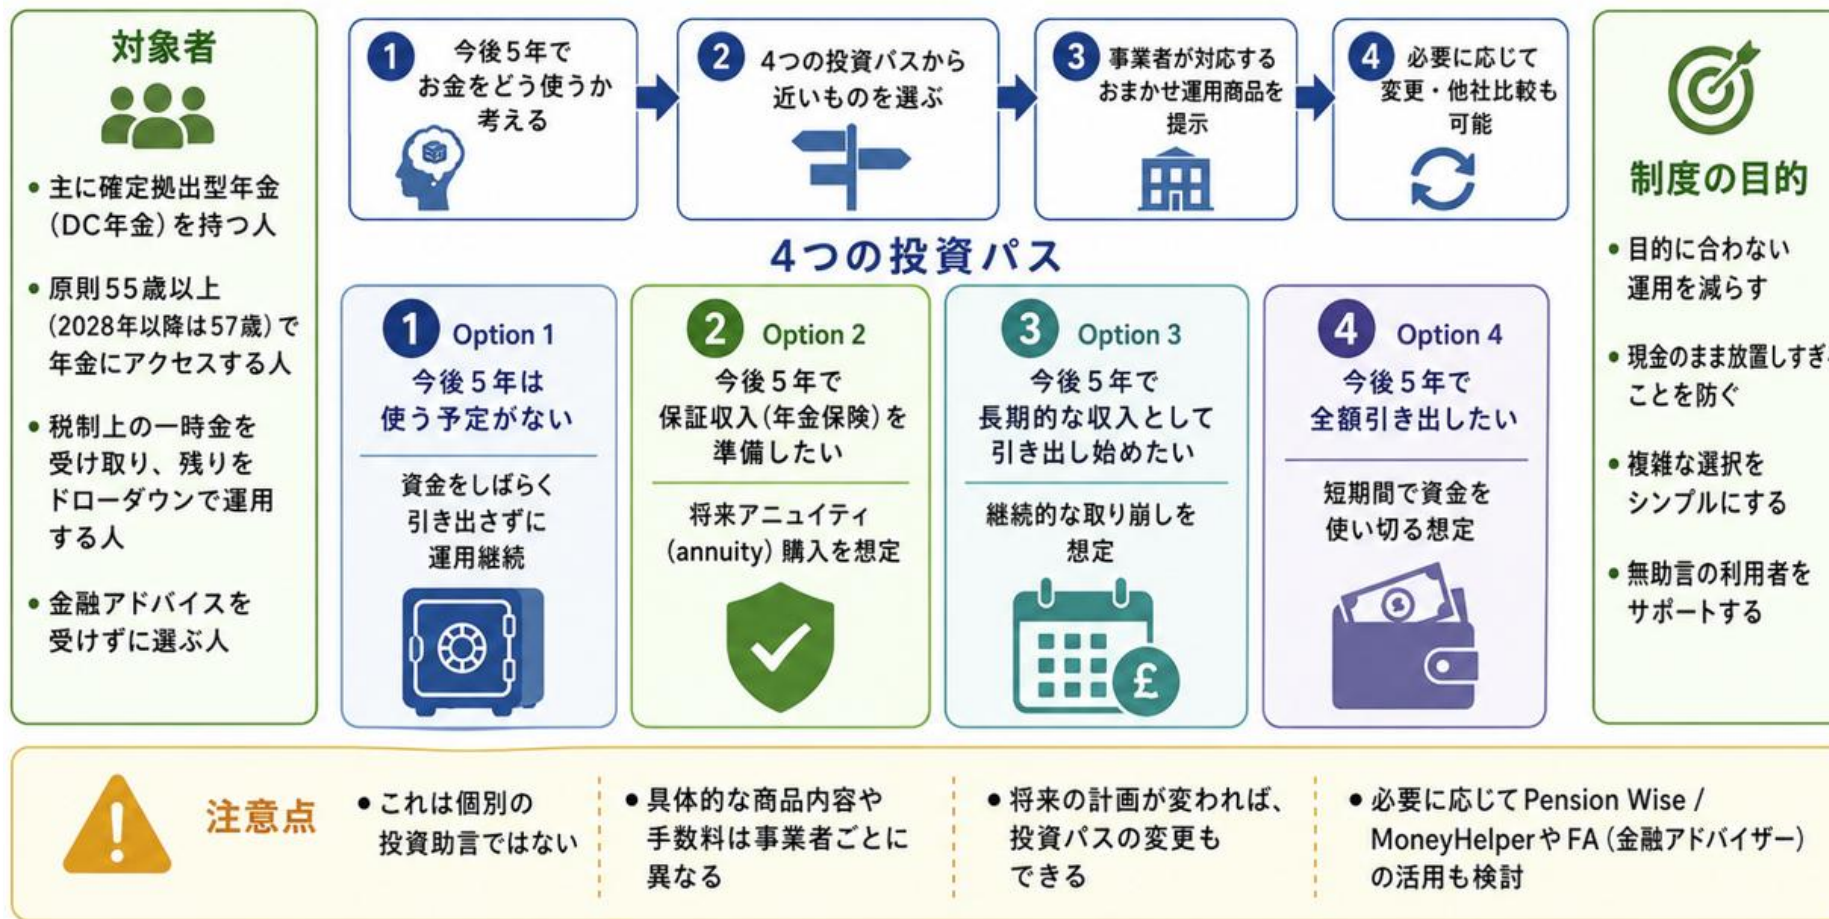 対象者
• 主に確定拠出型年金
(DC年金)を持つ人
• 原則55歳以上
(2028年以降は57歳)で
年金にアクセスする人
• 税制上の一時金を
受け取り、残りを
ドローダウンで運用
する人
• 金融アドバイスを
受けずに選ぶ人
1
今後5年で
お金をどう使うか
考える
2
4つの投資パスから
近いものを選ぶ
3
事業者が対応する
おまかせ運用商品を
提示
4
必要に応じて
変更・他社比較も
可能
4つの投資パス
1 Option 1
今後5年は
使う予定がない
資金をしばらく
引き出さずに
運用継続
2 Option 2
今後5年で
保証収入(年金保険)を
準備したい
将来アニュイティ
(annuity) 購入を想定
3 Option 3
今後5年で
長期的な収入として
引き出し始めたい
継続的な取り崩しを
想定
£
4 Option 4
今後5年で
全額引き出したい
短期間で資金を
使い切る想定
$
制度の目的
• 目的に合わない
運用を減らす
• 現金のまま放置しすぎ
ことを防ぐ
• 複雑な選択を
シンプルにする
• 無助言の利用者を
サポートする
注意点
• これは個別の
投資助言ではない
• 具体的な商品内容や
手数料は事業者ごとに
異なる
• 将来の計画が変われば、
投資パスの変更も
できる
• 必要に応じてPension Wise /
MoneyHelperやFA(金融アドバイザー)
の活用も検討